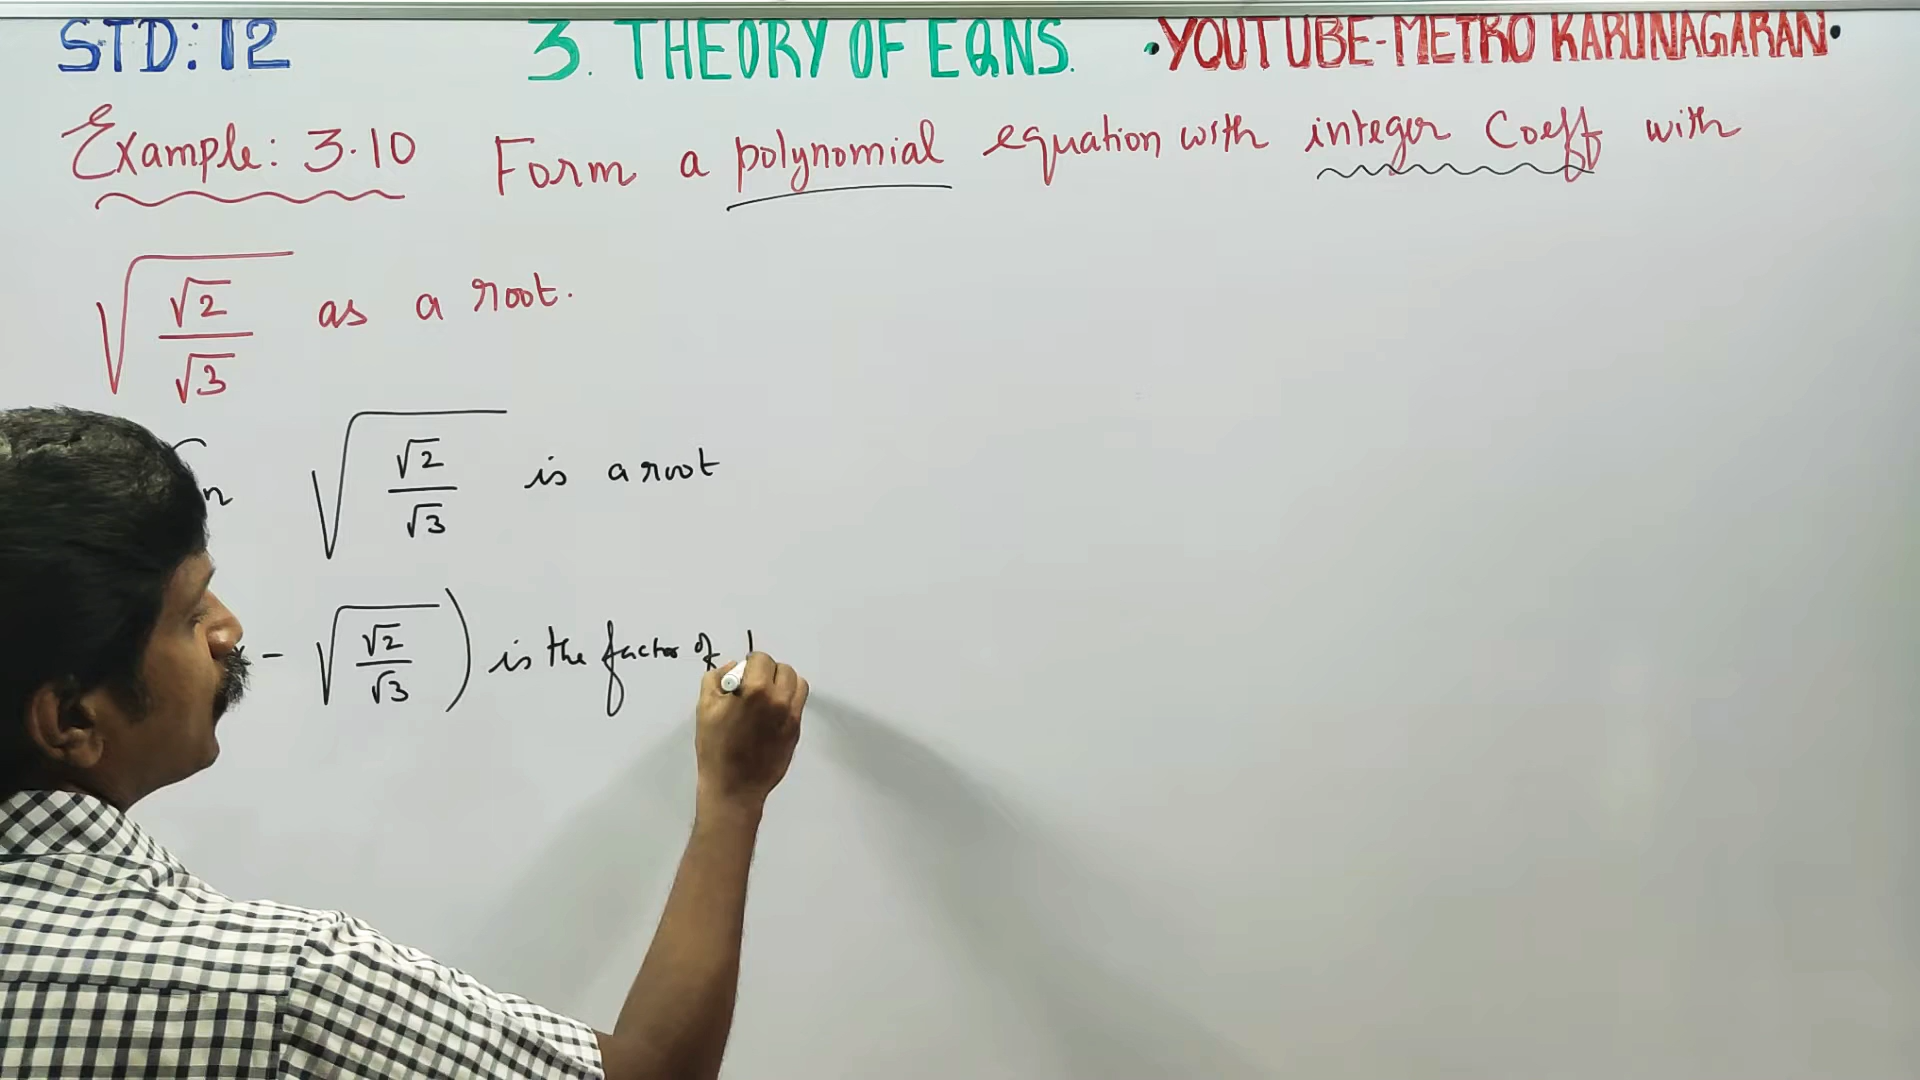 STD: 12 3. THEORY OF EQNS. •YOUTUBE-METRO KARUNAGARAN•
Example: 3.10 Form a polynomial equation with integer Coeff with
√(√2/√3) as a root.
n √(√2/√3) is a root
- √(√2/√3)) is the factor of